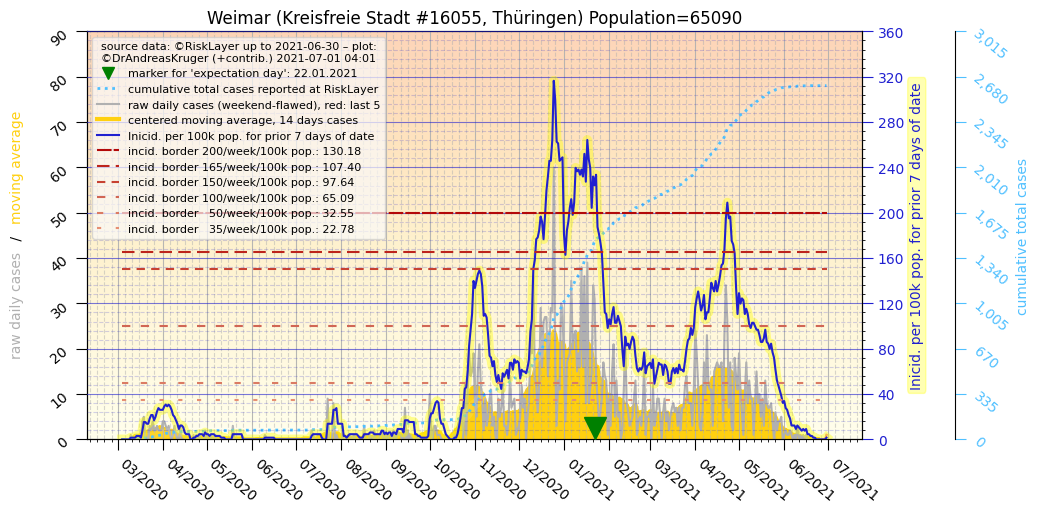 Weimar (Kreisfreie Stadt #16055, Thüringen) Population=65090
source data: ©RiskLayer up to 2021-06-30 – plot:
©DrAndreasKruger (+contrib.) 2021-07-01 04:01
marker for 'expectation day': 22.01.2021
cumulative total cases reported at RiskLayer
raw daily cases (weekend-flawed), red: last 5
centered moving average, 14 days cases
Inicid. per 100k pop. for prior 7 days of date
incid. border 200/week/100k pop.: 130.18
incid. border 165/week/100k pop.: 107.40
incid. border 150/week/100k pop.: 97.64
incid. border 100/week/100k pop.: 65.09
incid. border   50/week/100k pop.: 32.55
incid. border   35/week/100k pop.: 22.78
raw daily cases   /   moving average
90
80
70
60
50
40
30
20
10
0
360
320
280
240
200
160
120
80
40
0
Inicid. per 100k pop. for prior 7 days of date
3,015
2,680
2,345
2,010
1,675
1,340
1,005
670
335
0
cumulative total cases
03/2020
04/2020
05/2020
06/2020
07/2020
08/2020
09/2020
10/2020
11/2020
12/2020
01/2021
02/2021
03/2021
04/2021
05/2021
06/2021
07/2021